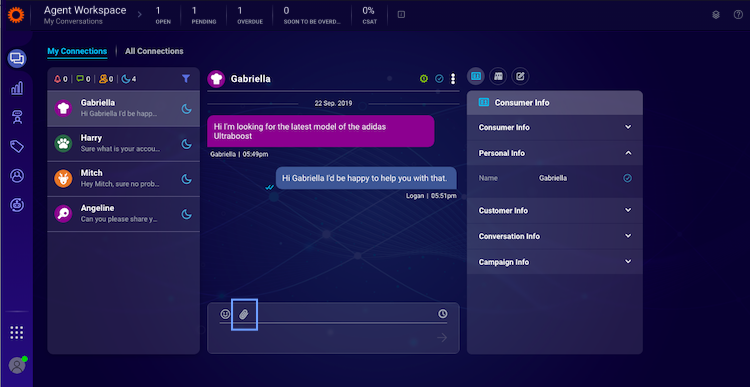 Agent Workspace
My Conversations
1
OPEN
1
PENDING
1
OVERDUE
0
SOON TO BE OVERD...
0%
CSAT
My Connections
All Connections
0
0
0
4
Gabriella
Hi Gabriella I'd be happ...
Harry
Sure what is your accou...
Mitch
Hey Mitch, sure no prob...
Angeline
Can you please share y...
Gabriella
22 Sep. 2019
Hi I'm looking for the latest model of the adidas
Ultraboost
Gabriella | 05:49pm
Hi Gabriella I'd be happy to help you with that.
Logan | 05:51pm
Consumer Info
Consumer Info
Personal Info
Name
Gabriella
Customer Info
Conversation Info
Campaign Info